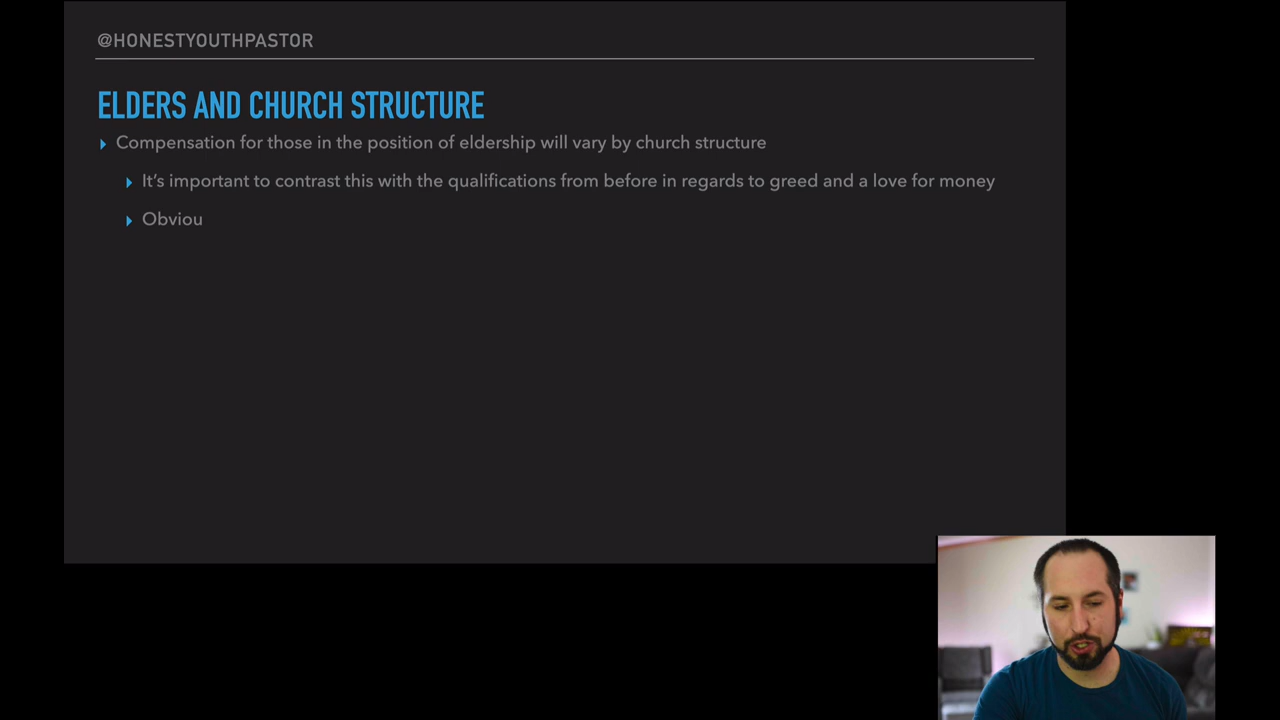 @HONESTYOUTHPASTOR
ELDERS AND CHURCH STRUCTURE
Compensation for those in the position of eldership will vary by church structure
It's important to contrast this with the qualifications from before in regards to greed and a love for money
Obviou